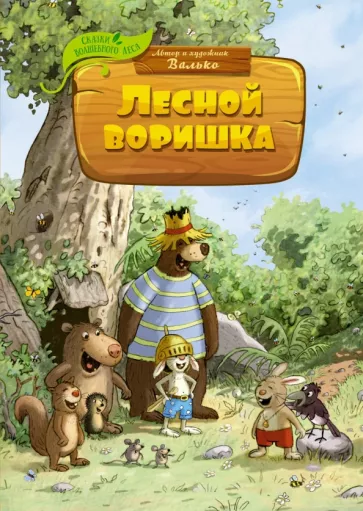 Сказки
волшебного леса
Автор и художник
Валько
Лесной
воришка